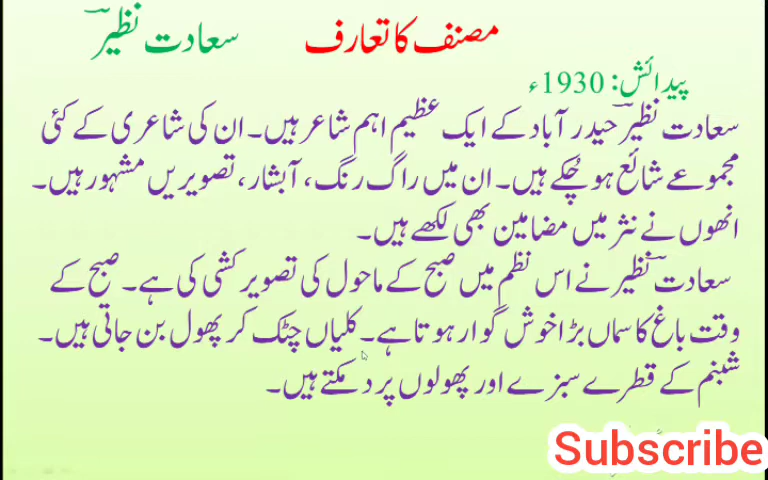 مصنف کا تعارف سعادت نظیرؔ
پیدائش: 1930ء
سعادت نظیرؔ حیدر آباد کے ایک عظیم اہم شاعر ہیں۔ ان کی شاعری کے کئی
مجموعے شائع ہو چُکے ہیں۔ ان میں راگ رنگ، آبشار، تصویریں مشہور ہیں۔
انھوں نے نثر میں مضامین بھی لکھے ہیں۔
سعادت نظیرؔ نے اس نظم میں صبح کے ماحول کی تصویر کشی کی ہے۔ صبح کے
وقت باغ کا سماں بڑا خوش گوار ہوتا ہے۔ کلیاں چٹک کر پھول بن جاتی ہیں۔
شبنم کے قطرے سبزے اور پھولوں پر دمکتے ہیں۔
Subscribe